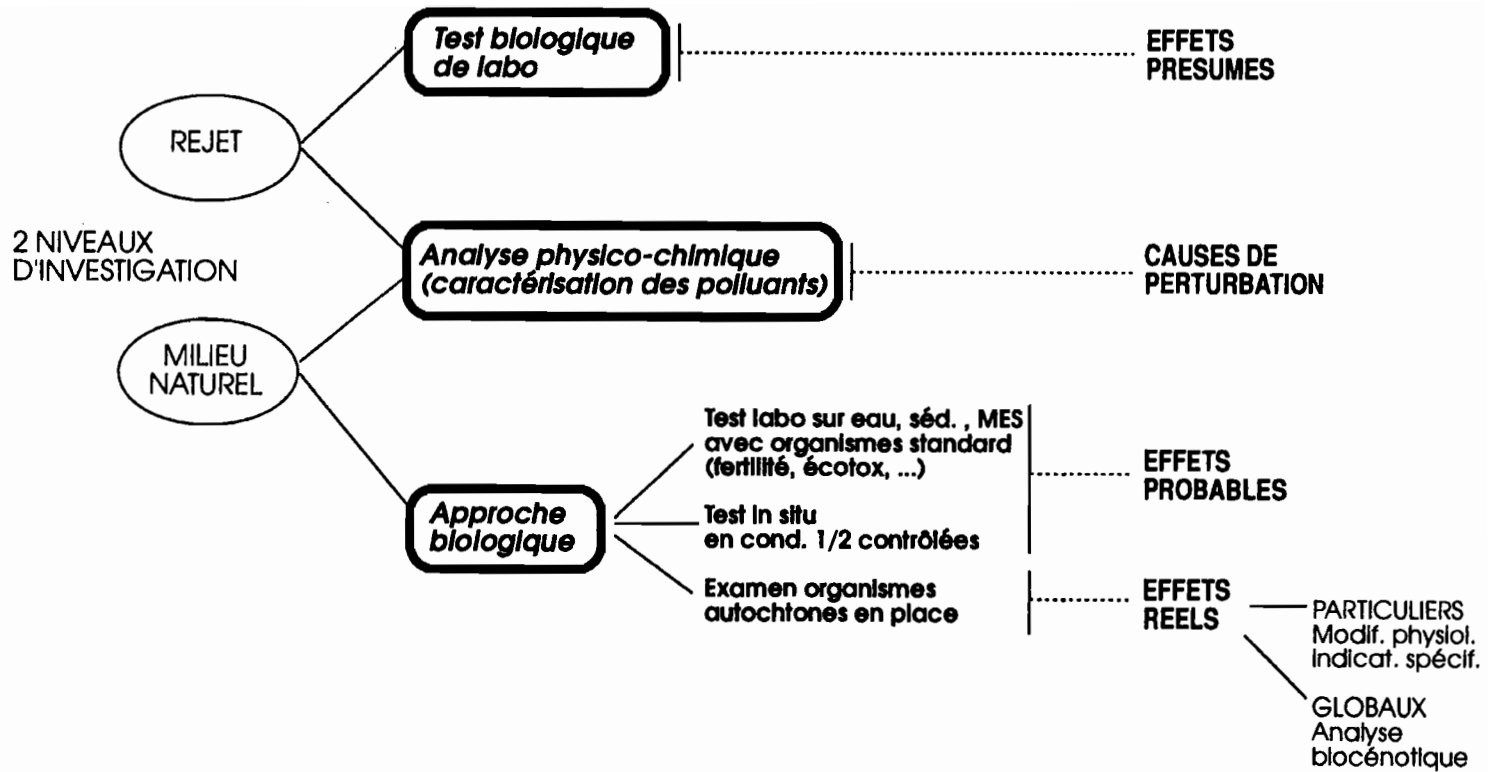 Test biologique
de labo
EFFETS
PRESUMES
REJET
2 NIVEAUX
D'INVESTIGATION
Analyse physico-chimique
(caractérisation des polluants)
CAUSES DE
PERTURBATION
MILIEU
NATUREL
Approche
biologique
Test labo sur eau, séd. , MES
avec organismes standard
(fertilité, écotox, ...)
Test in situ
en cond. 1/2 contrôlées
EFFETS
PROBABLES
Examen organismes
autochtones en place
EFFETS
REELS
PARTICULIERS
Modif. physiol.
Indicat. spécif.
GLOBAUX
Analyse
biocénotique